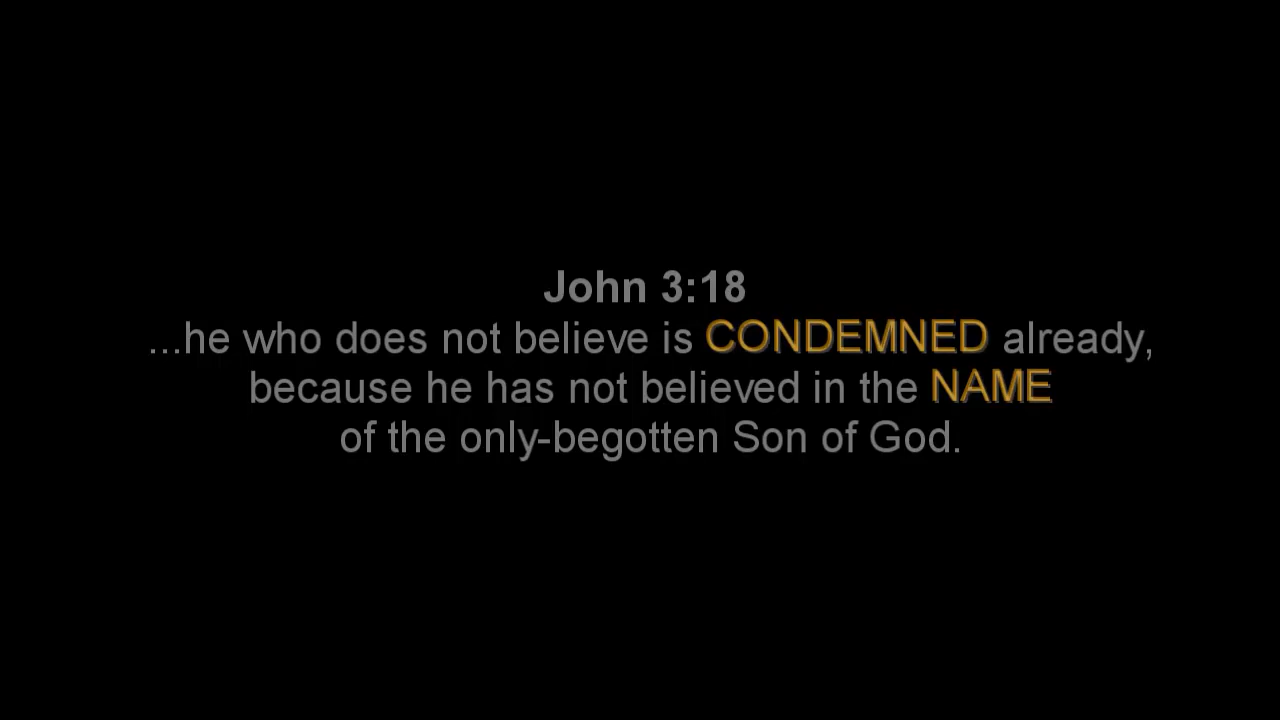 John 3:18
...he who does not believe is CONDEMNED already,
because he has not believed in the NAME
of the only-begotten Son of God.